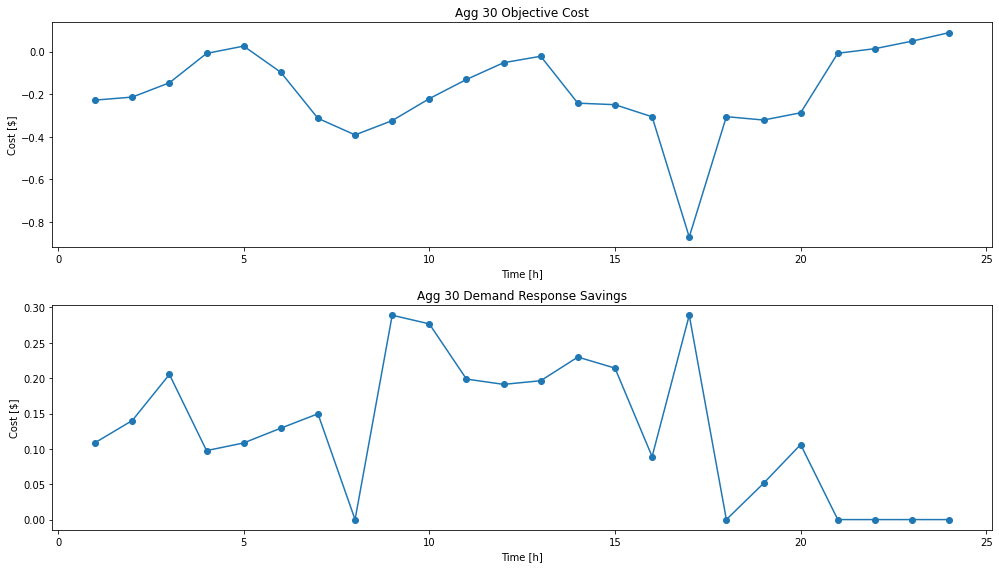 Agg 30 Objective Cost
Cost [$]
0.0
−0.2
−0.4
−0.6
−0.8
0 5 10 15 20 25
Time [h]
Agg 30 Demand Response Savings
Cost [$]
0.30
0.25
0.20
0.15
0.10
0.05
0.00
0 5 10 15 20 25
Time [h]